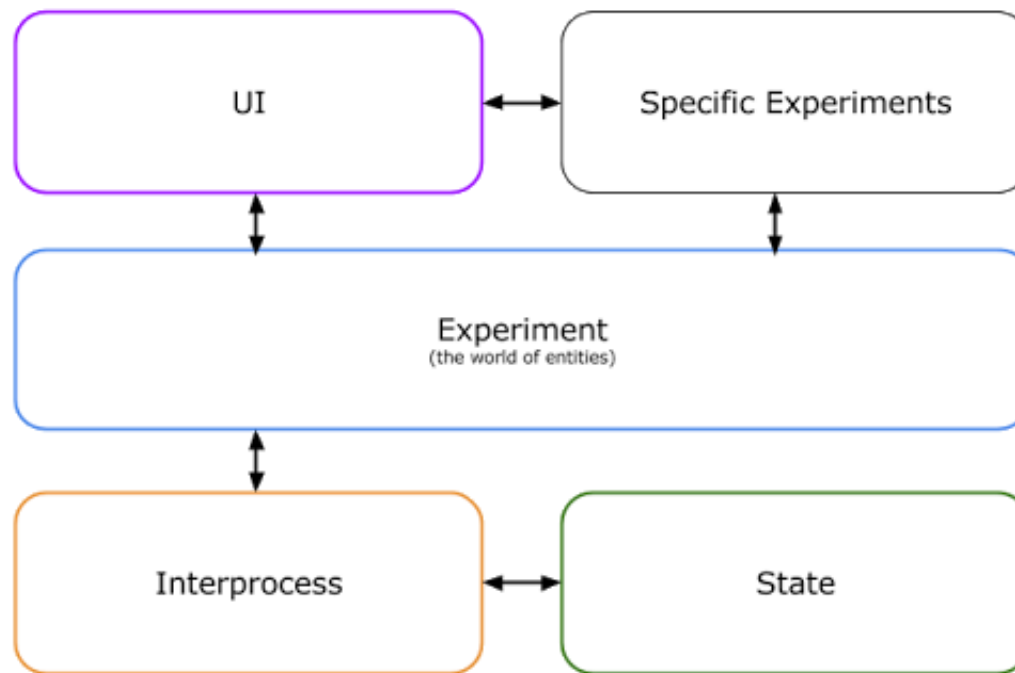 UI
Specific Experiments
Experiment
(the world of entities)
Interprocess
State